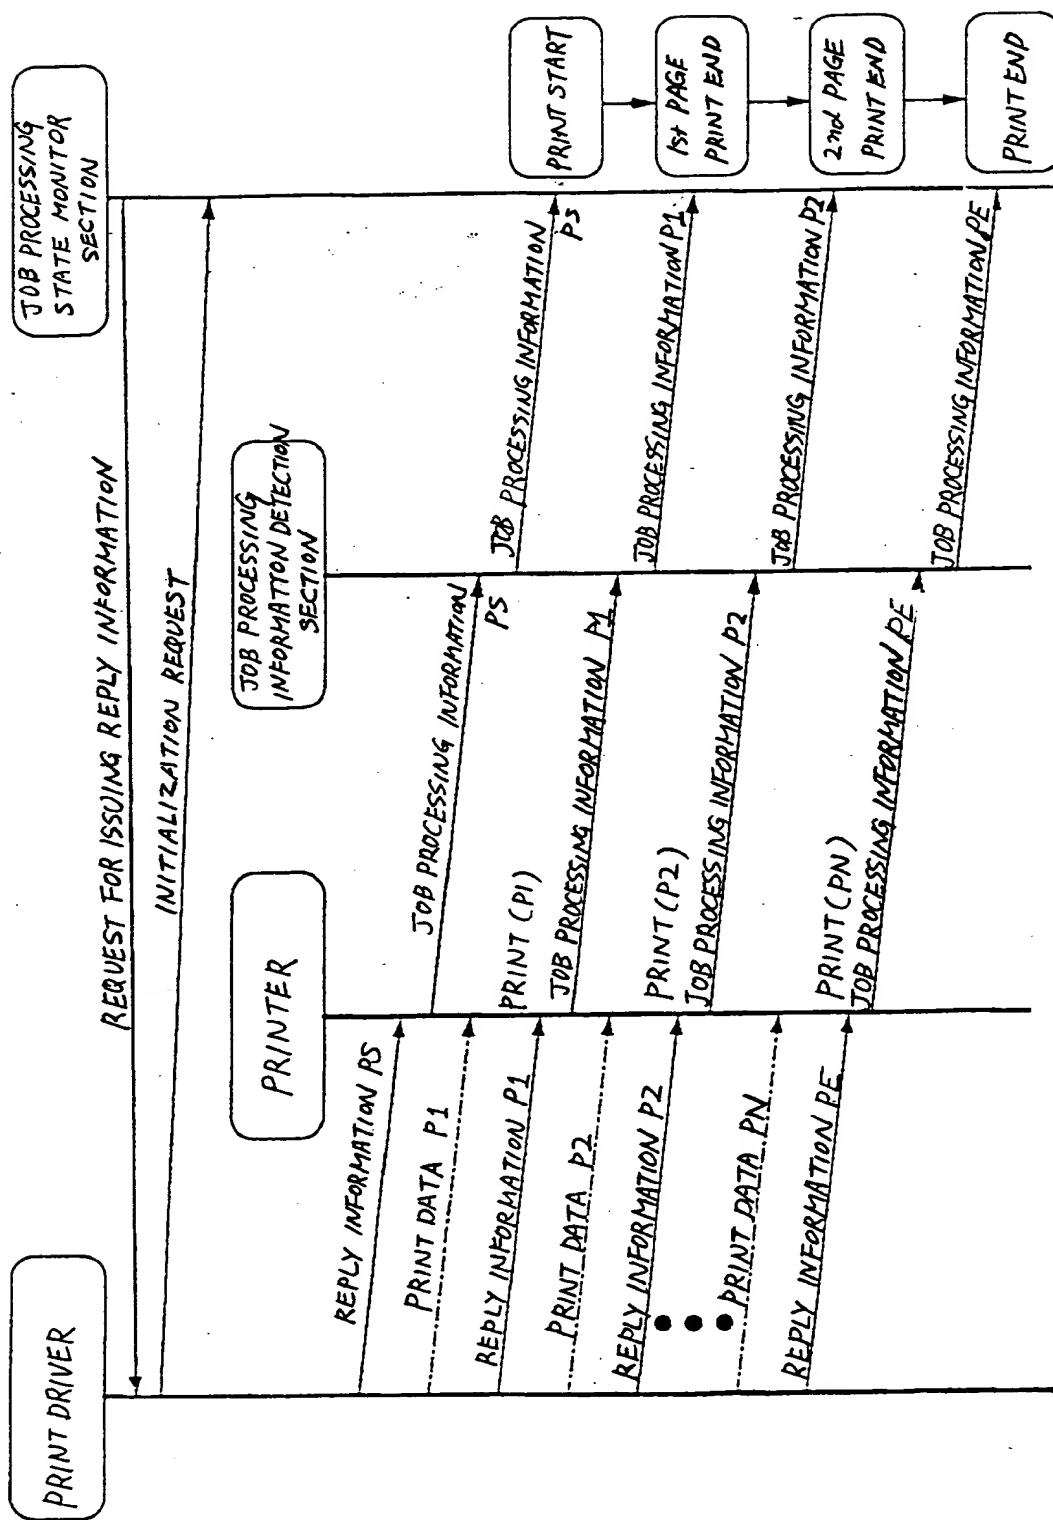 PRINT DRIVER
PRINTER
JOB PROCESSING
INFORMATION DETECTION
SECTION
JOB PROCESSING
STATE MONITOR
SECTION
REQUEST FOR ISSUING REPLY INFORMATION
INITIALIZATION REQUEST
REPLY INFORMATION PS
JOB PROCESSING INFORMATION
PS
JOB PROCESSING INFORMATION
PS
PRINT START
PRINT DATA P1
REPLY INFORMATION P1
PRINT (P1)
JOB PROCESSING INFORMATION P1
JOB PROCESSING INFORMATION P1
1st PAGE
PRINT END
PRINT DATA P2
REPLY INFORMATION P2
PRINT (P2)
JOB PROCESSING INFORMATION P2
JOB PROCESSING INFORMATION P2
2nd PAGE
PRINT END
PRINT DATA PN
REPLY INFORMATION PE
PRINT (PN)
JOB PROCESSING INFORMATION PE
JOB PROCESSING INFORMATION PE
PRINT END